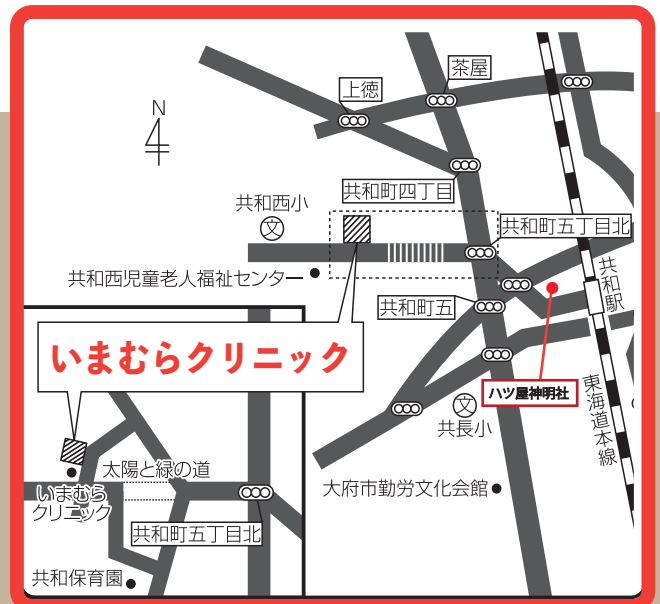 茶屋
上徳
N
共和町四丁目
共和西小
文
共和町五丁目北
共和西児童老人福祉センター
共和駅
共和町五
いまむらクリニック
ハツ屋神明社
東海道本線
文
共長小
太陽と緑の道
いまむら
クリニック
大府市勤労文化会館
共和町五丁目北
共和保育園